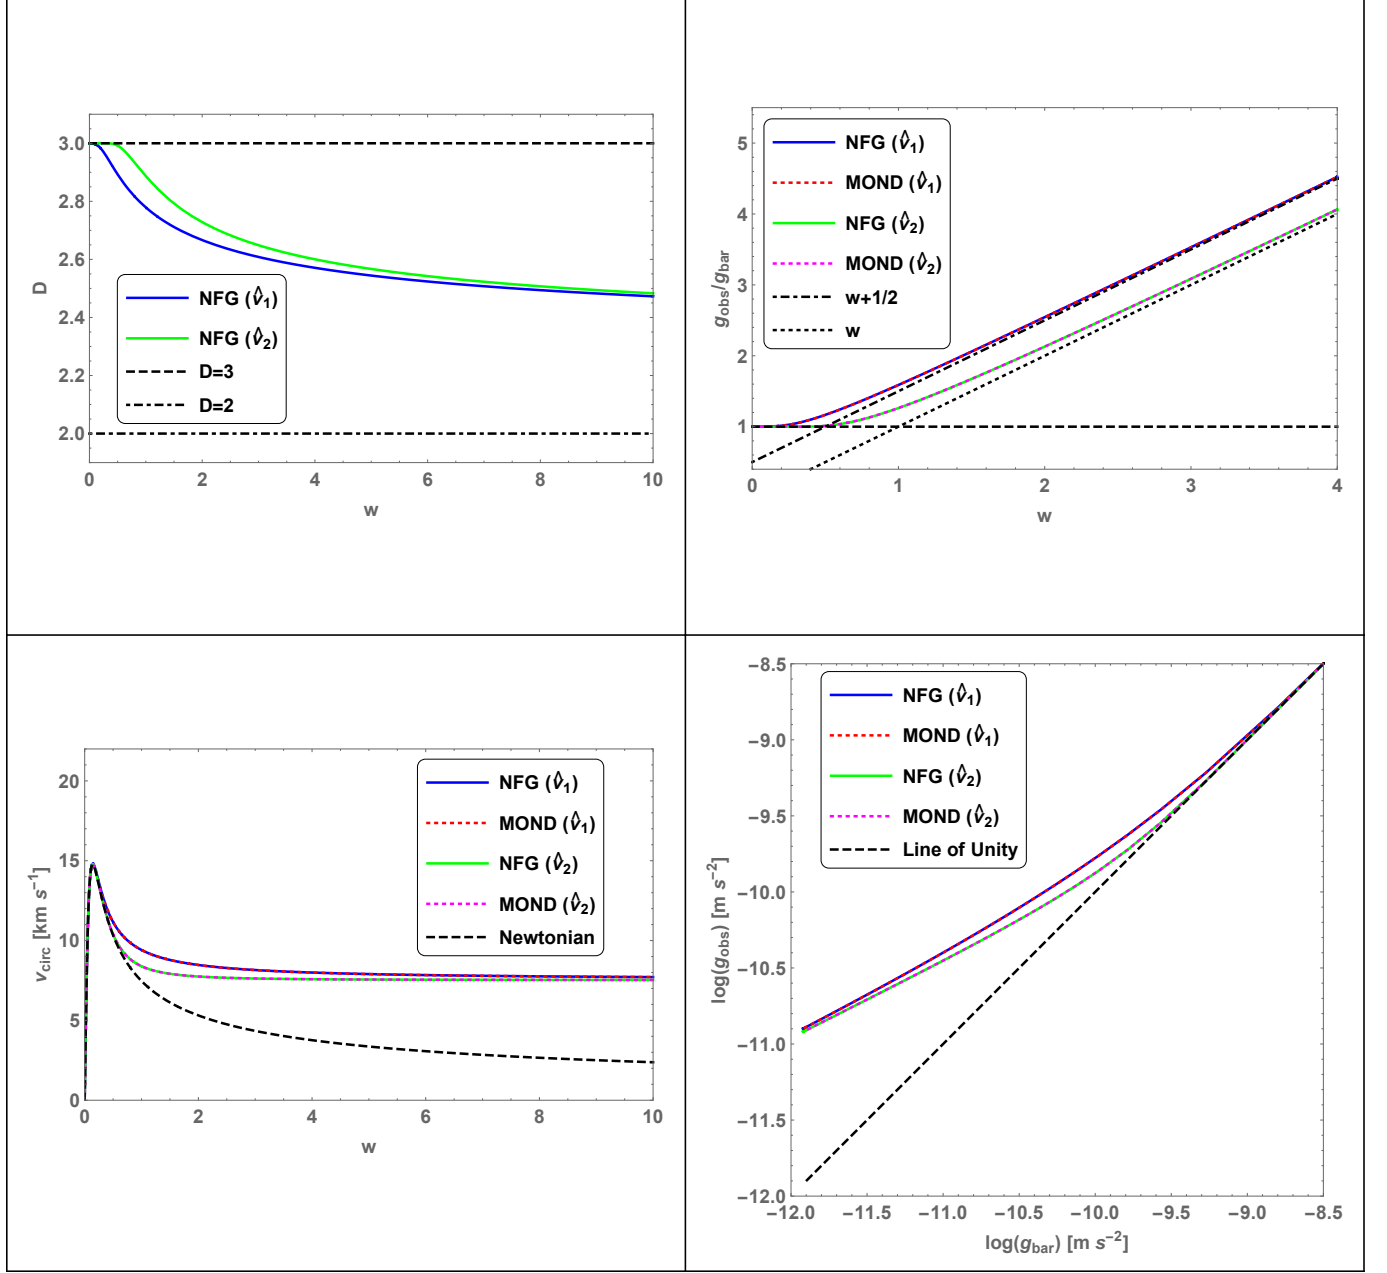 3.0
2.8
2.6
2.4
2.2
2.0
D
NFG (ν̂1)
NFG (ν̂2)
D=3
D=2
0 2 4 6 8 10
w
5
4
3
2
1
gobs/gbar
NFG (ν̂1)
MOND (ν̂1)
NFG (ν̂2)
MOND (ν̂2)
w+1/2
w
0 1 2 3 4
w
20
15
10
5
0
vcirc [km s−1]
NFG (ν̂1)
MOND (ν̂1)
NFG (ν̂2)
MOND (ν̂2)
Newtonian
0 2 4 6 8 10
w
−8.5
−9.0
−9.5
−10.0
−10.5
−11.0
−11.5
−12.0
log(gobs) [m s−2]
NFG (ν̂1)
MOND (ν̂1)
NFG (ν̂2)
MOND (ν̂2)
Line of Unity
−12.0 −11.5 −11.0 −10.5 −10.0 −9.5 −9.0 −8.5
log(gbar) [m s−2]